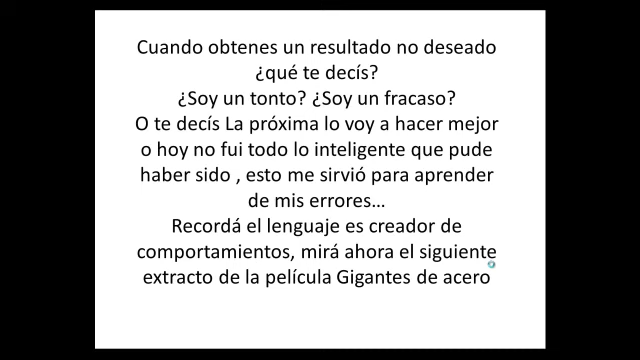 Cuando obtenes un resultado no deseado
¿qué te decís?
¿Soy un tonto? ¿Soy un fracaso?
O te decís La próxima lo voy a hacer mejor
o hoy no fui todo lo inteligente que pude
haber sido , esto me sirvió para aprender
de mis errores…
Recordá el lenguaje es creador de
comportamientos, mirá ahora el siguiente
extracto de la película Gigantes de acero